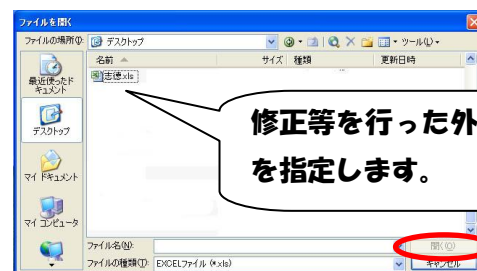 ファイルを開く
ファイルの場所(I):
デスクトップ
ツール(L)
名前
サイズ
種類
更新日時
志徳.xls
最近使ったド
キュメント
デスクトップ
マイ ドキュメント
マイ コンピュータ
修正等を行った外
を指定します。
ファイル名(N):
開く(O)
ファイルの種類(T):
EXCELファイル (*.xls)
キャンセル